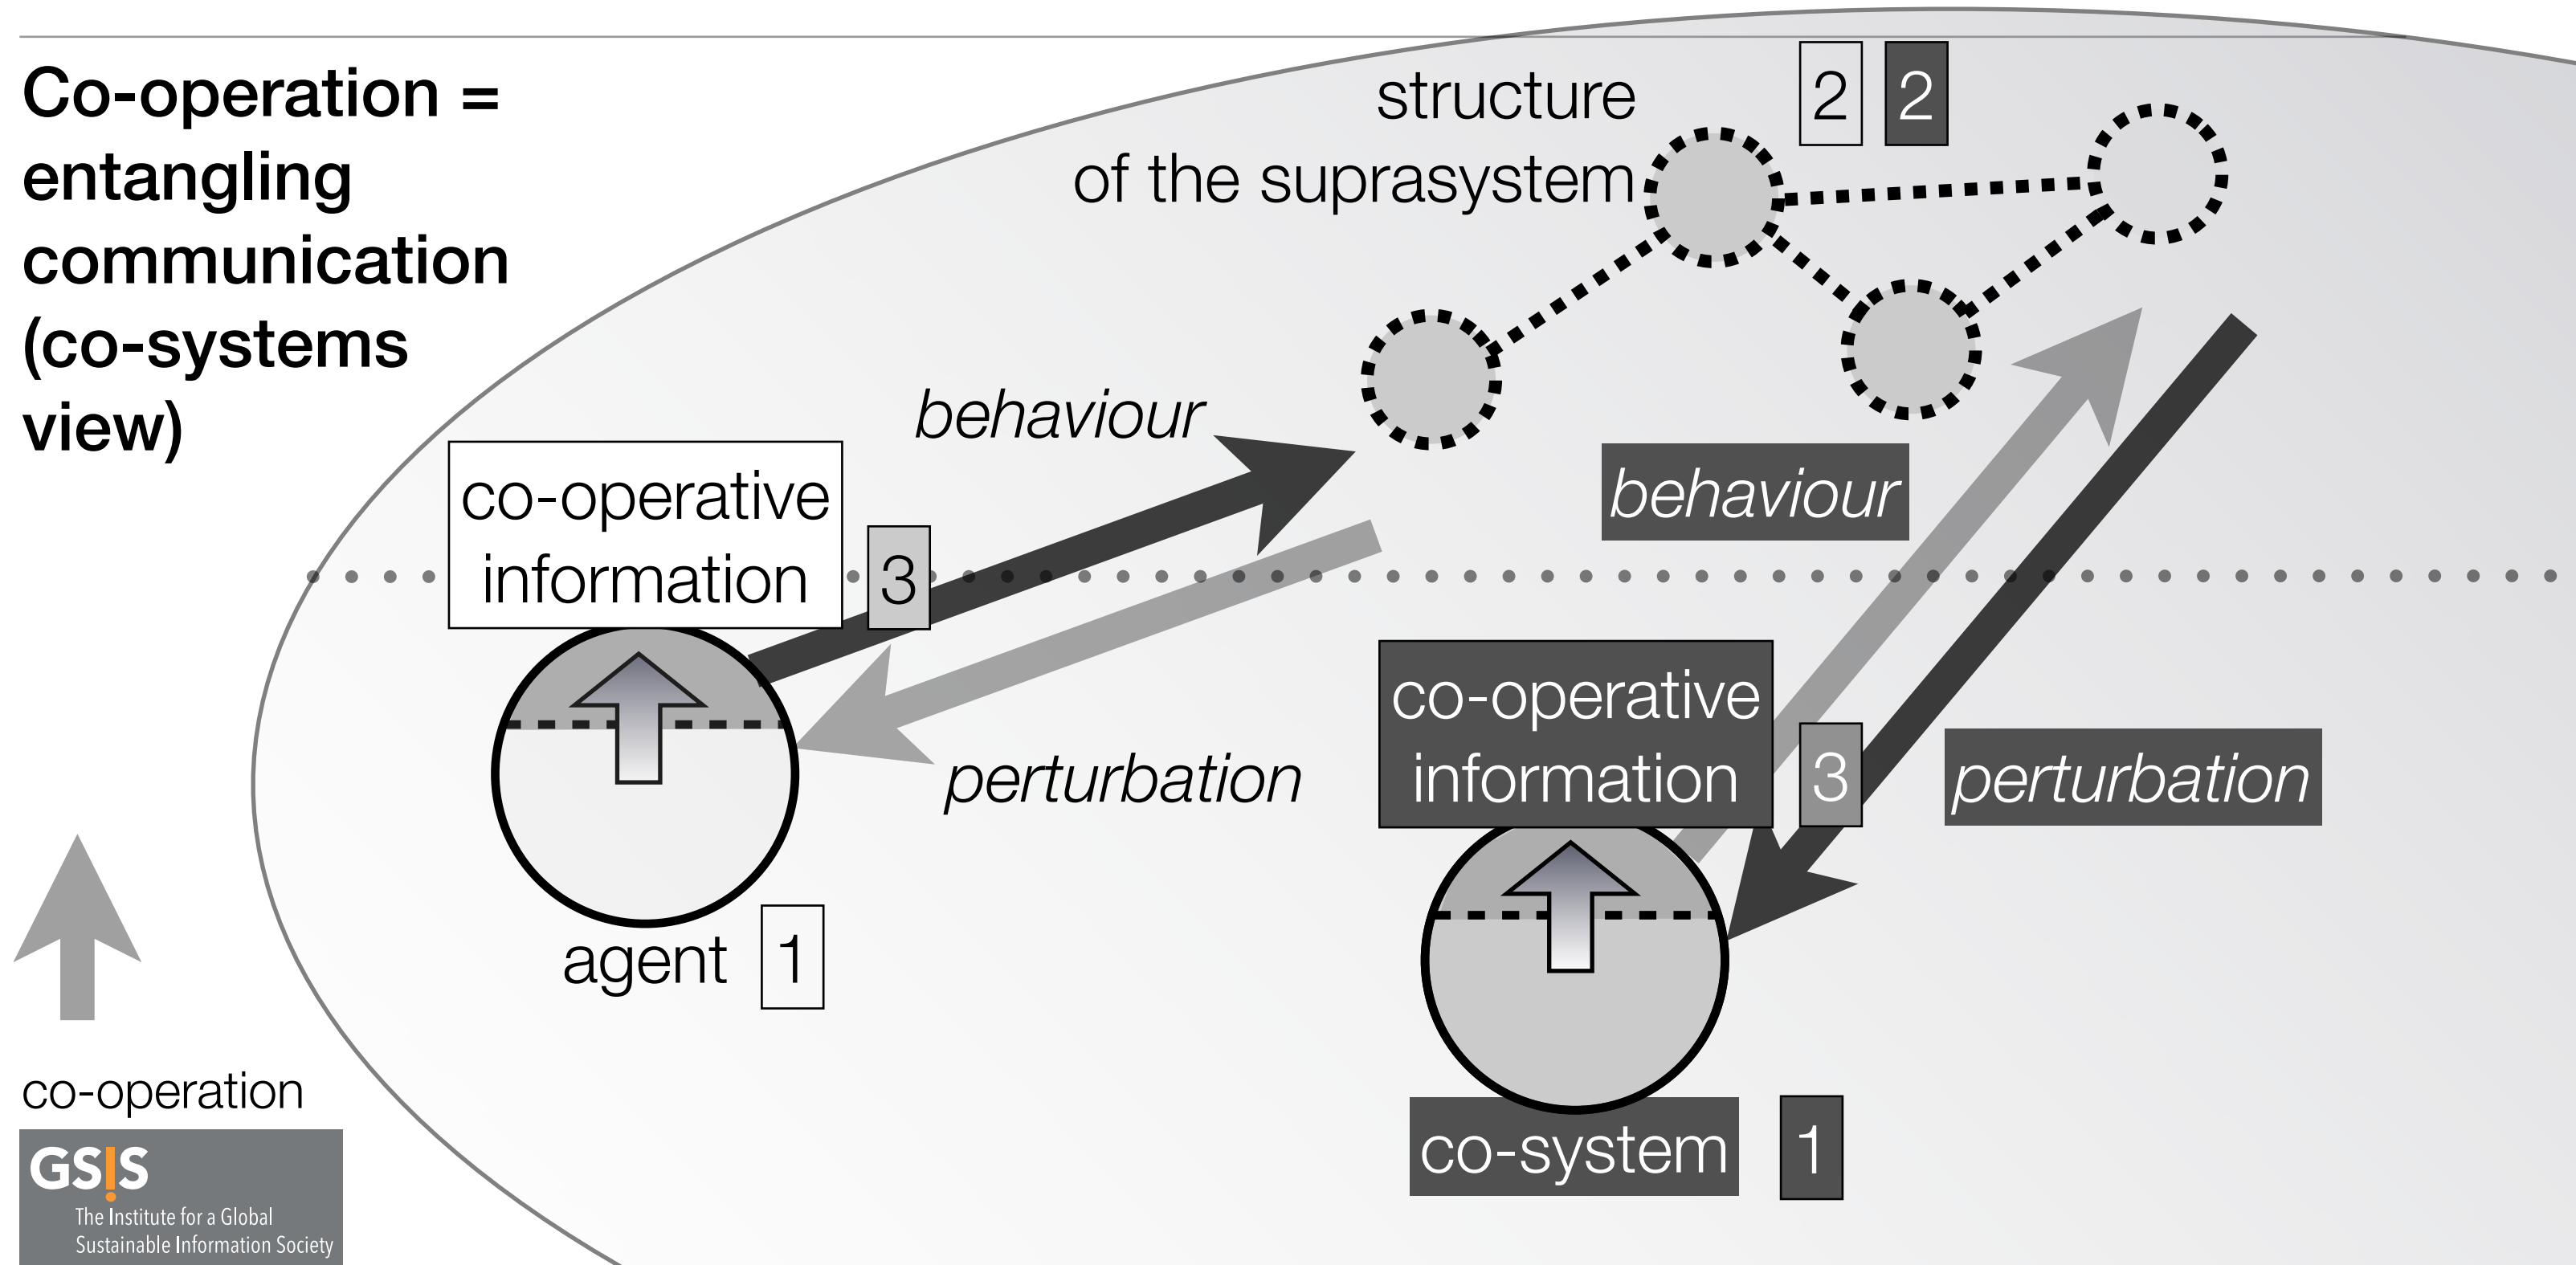 Co-operation =
entangling
communication
(co-systems
view)
structure
of the suprasystem
2
2
behaviour
co-operative
information
3
behaviour
perturbation
co-operative
information
3
perturbation
agent
1
co-system
1
co-operation
GSIS
The Institute for a Global
Sustainable Information Society